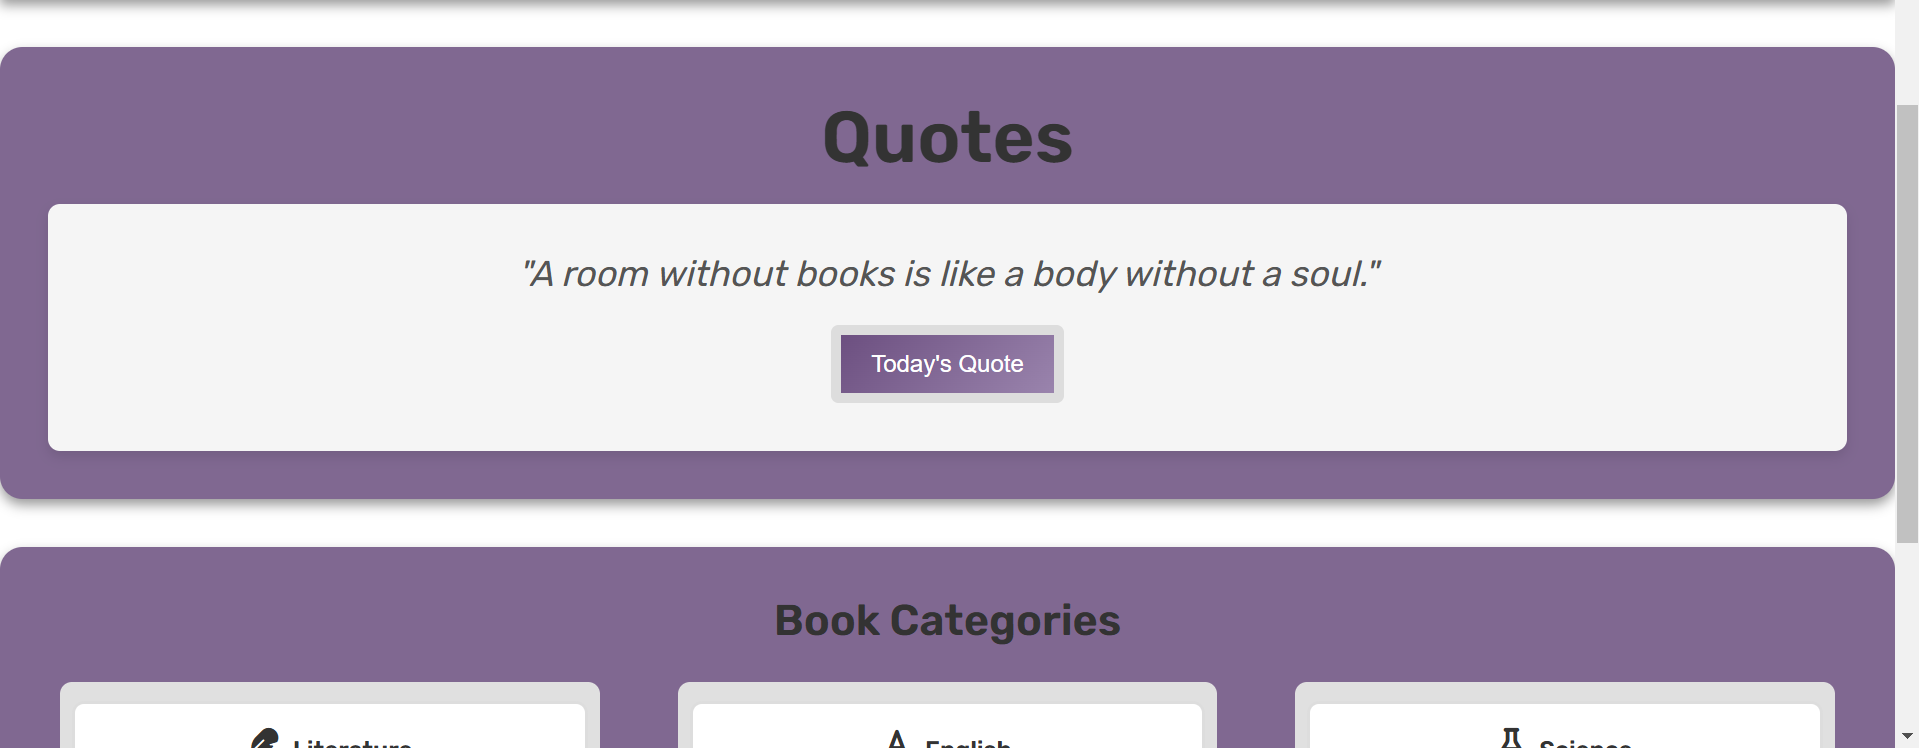 Quotes
"A room without books is like a body without a soul."
Today's Quote
Book Categories
Literature
English
Science